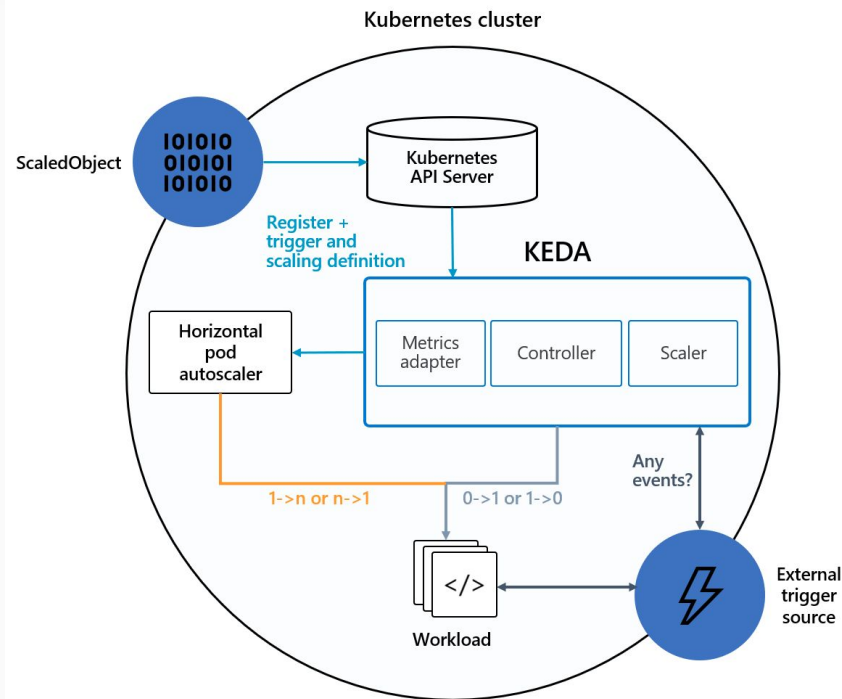 Kubernetes cluster
101010
010101
101010
ScaledObject
Kubernetes
API Server
Register +
trigger and
scaling definition
KEDA
Horizontal
pod
autoscaler
Metrics
adapter
Controller
Scaler
Any
events?
1->n or n->1
0->1 or 1->0
</>
Workload
External
trigger
source